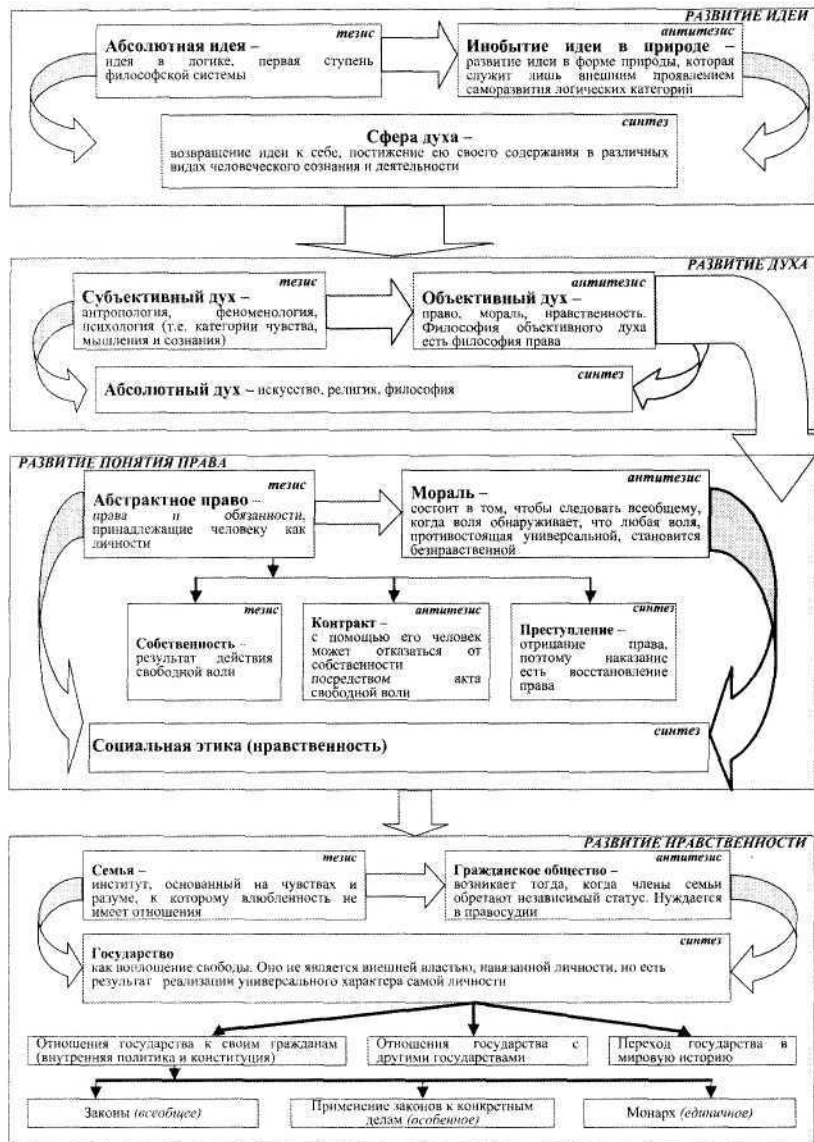 РАЗВИТИЕ ИДЕИ
тезис
Абсолютная идея –
идея в логике, первая ступень
философской системы
антитезис
Инобытие идеи в природе –
развитие идеи в форме природы, которая
служит лишь внешним проявлением
саморазвития логических категорий
синтез
Сфера духа –
возвращение идеи к себе, постижение ею своего содержания в различных
видах человеческого сознания и деятельности
РАЗВИТИЕ ДУХА
тезис
Субъективный дух –
антропология, феноменология,
психология (т.е. категории чувства,
мышления и сознания)
антитезис
Объективный дух –
право, мораль, нравственность.
Философия объективного духа
есть философия права
синтез
Абсолютный дух – искусство, религик, философия
РАЗВИТИЕ ПОНЯТИЯ ПРАВА
тезис
Абстрактное право –
права и обязанности,
принадлежащие человеку как
личности
антитезис
Мораль –
состоит в том, чтобы следовать всеобщему,
когда воля обнаруживает, что любая воля,
противостоящая универсальной, становится
безнравственной
тезис
Собственность –
результат действия
свободной воли
антитезис
Контракт –
с помощью его человек
может отказаться от
собственности
посредством акта
свободной воли
синтез
Преступление –
отрицание права,
поэтому наказание
есть восстановление
права
синтез
Социальная этика (нравственность)
РАЗВИТИЕ НРАВСТВЕННОСТИ
тезис
Семья –
институт, основанный на чувствах и
разуме, к которому влюбленность не
имеет отношения
антитезис
Гражданское общество –
возникает тогда, когда члены семьи
обретают независимый статус. Нуждается
в правосудии
синтез
Государство
как воплощение свободы. Оно не является внешней властью, навязанной личности, но есть
результат реализации универсального характера самой личности
Отношения государства к своим гражданам
(внутренняя политика и конституция)
Отношения государства с
другими государствами
Переход государства в
мировую историю
Законы (всеобщее)
Применение законов к конкретным
делам (особенное)
Монарх (единичное)